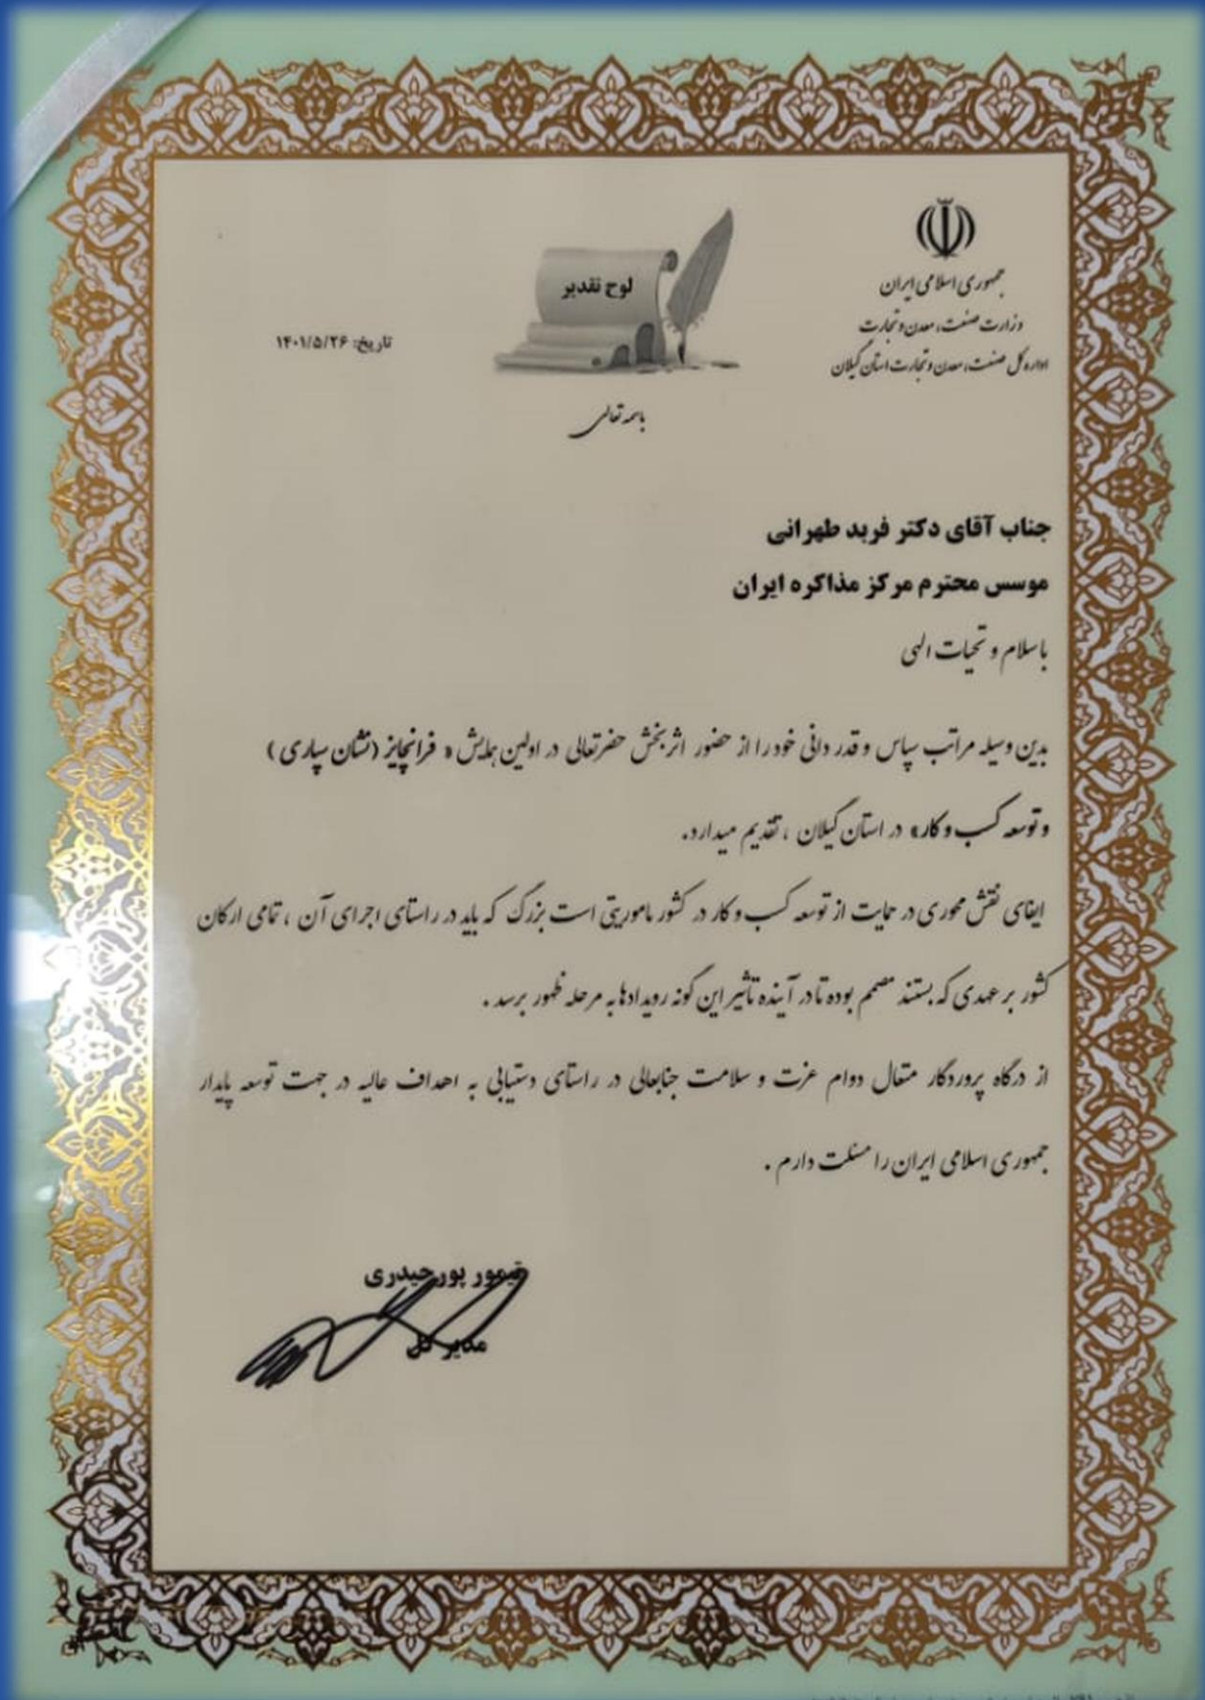 جمهوری اسلامی ایران
وزارت صنعت، معدن و تجارت
اداره کل صنعت، معدن و تجارت استان گیلان
لوح تقدیر
تاریخ: ۱۴۰۱/۵/۲۶
باسمه تعالی
جناب آقای دکتر فربد طهرانی
موسس محترم مرکز مذاکره ایران
با سلام و تحیات الهی
بدین وسیله مراتب سپاس و قدر دانی خود را از حضور اثربخش حضرتعالی در اولین همایش « فرانچایز (نشان سپاری)
و توسعه کسب و کار» در استان گیلان ، تقدیم میدارد.
ایفای نقش محوری در حمایت از توسعه کسب و کار در کشور ماموریتی است بزرگ که باید در راستای اجرای آن ، تمامی ارکان
کشور بر عهدی که بستند مصمم بوده تا در آینده تاثیر این گونه رویدادها به مرحله ظهور برسد .
از درگاه پروردگار متعال دوام عزت و سلامت جنابعالی در راستای دستیابی به اهداف عالیه در جهت توسعه پایدار
جمهوری اسلامی ایران را مسئلت دارم .
تیمور پورحیدری
مدیر کل